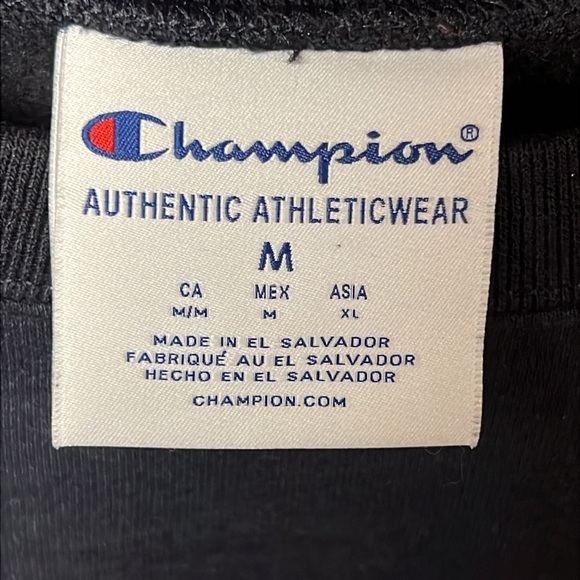 Champion®
AUTHENTIC ATHLETICWEAR
M
CA MEX ASIA
M/M M XL
MADE IN EL SALVADOR
FABRIQUÉ AU EL SALVADOR
HECHO EN EL SALVADOR
CHAMPION.COM